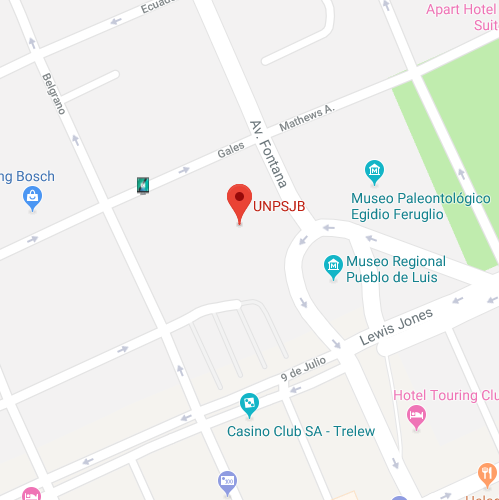 Ecuad
Apart Hotel
Suite
Belgrano
Av. Fontana
Mathews A.
Gales
ng Bosch
UNPSJB
Museo Paleontológico
Egidio Feruglio
Museo Regional
Pueblo de Luis
Lewis Jones
9 de Julio
Hotel Touring Clu
Casino Club SA - Trelew